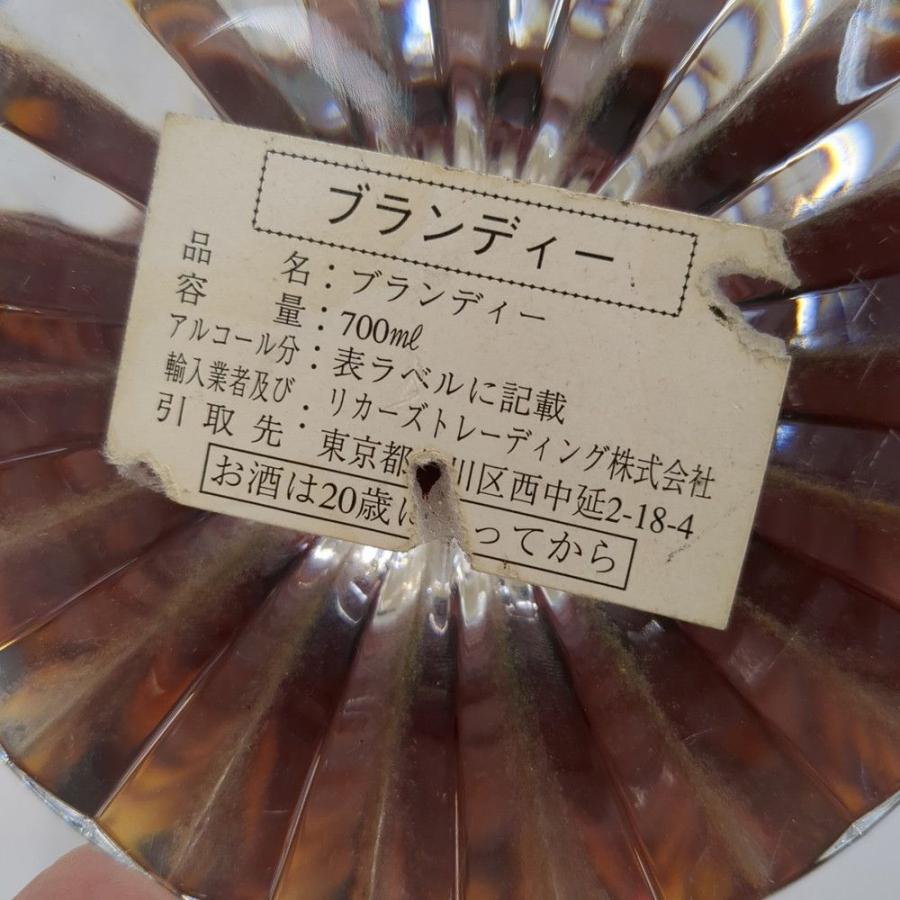 ブランデイー
品名：ブランデイー
容量：700ml
アルコール分：表ラベルに記載
輸入業者及び
引取先：リカーズトレーディング株式会社
東京都 川区西中延2-18-4
お酒は20歳に ってから